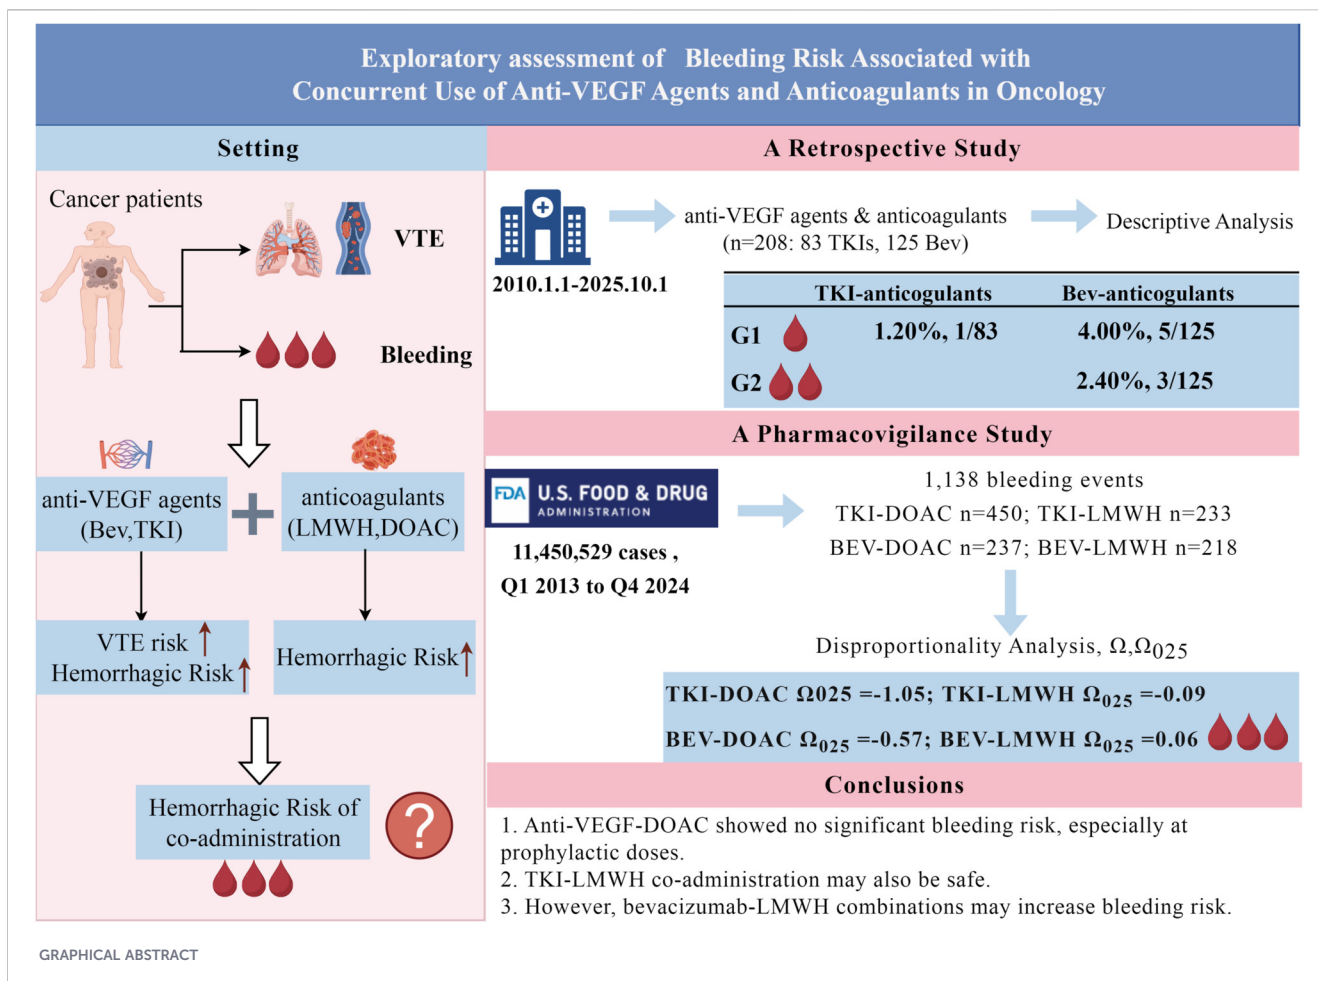 Exploratory assessment of Bleeding Risk Associated with
Concurrent Use of Anti-VEGF Agents and Anticoagulants in Oncology
Setting
Cancer patients
VTE
Bleeding
anti-VEGF agents
(Bev,TKI)
+
anticoagulants
(LMWH,DOAC)
VTE risk
Hemorrhagic Risk
Hemorrhagic Risk
Hemorrhagic Risk of
co-administration
?
A Retrospective Study
2010.1.1-2025.10.1
anti-VEGF agents & anticoagulants
(n=208: 83 TKIs, 125 Bev)
Descriptive Analysis
TKI-anticogulants Bev-anticogulants
G1 1.20%, 1/83 4.00%, 5/125
G2 2.40%, 3/125
A Pharmacovigilance Study
FDA U.S. FOOD & DRUG
ADMINISTRATION
11,450,529 cases ,
Q1 2013 to Q4 2024
1,138 bleeding events
TKI-DOAC n=450; TKI-LMWH n=233
BEV-DOAC n=237; BEV-LMWH n=218
Disproportionality Analysis, Ω,Ω025
TKI-DOAC Ω025 =-1.05; TKI-LMWH Ω025 =-0.09
BEV-DOAC Ω025 =-0.57; BEV-LMWH Ω025 =0.06
Conclusions
1. Anti-VEGF-DOAC showed no significant bleeding risk, especially at
prophylactic doses.
2. TKI-LMWH co-administration may also be safe.
3. However, bevacizumab-LMWH combinations may increase bleeding risk.
GRAPHICAL ABSTRACT